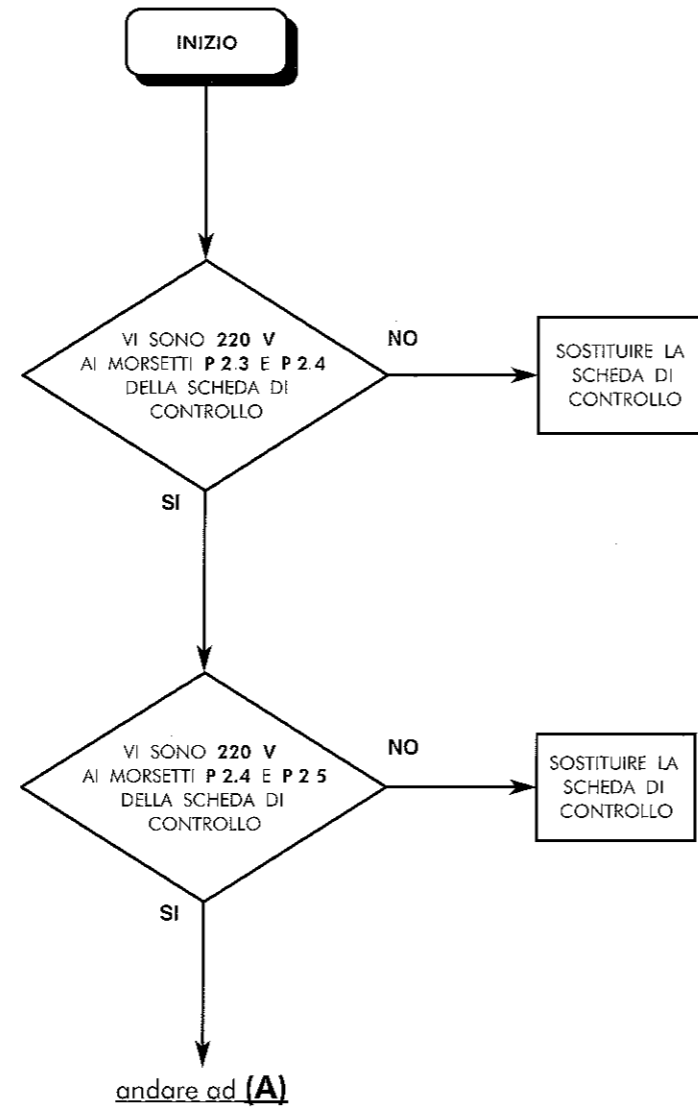 INIZIO
VI SONO 220 V
AI MORSETTI P 2.3 E P 2.4
DELLA SCHEDA DI
CONTROLLO
NO
SOSTITUIRE LA
SCHEDA DI
CONTROLLO
SI
VI SONO 220 V
AI MORSETTI P 2.4 E P 2 5
DELLA SCHEDA DI
CONTROLLO
NO
SOSTITUIRE LA
SCHEDA DI
CONTROLLO
SI
andare ad (A)